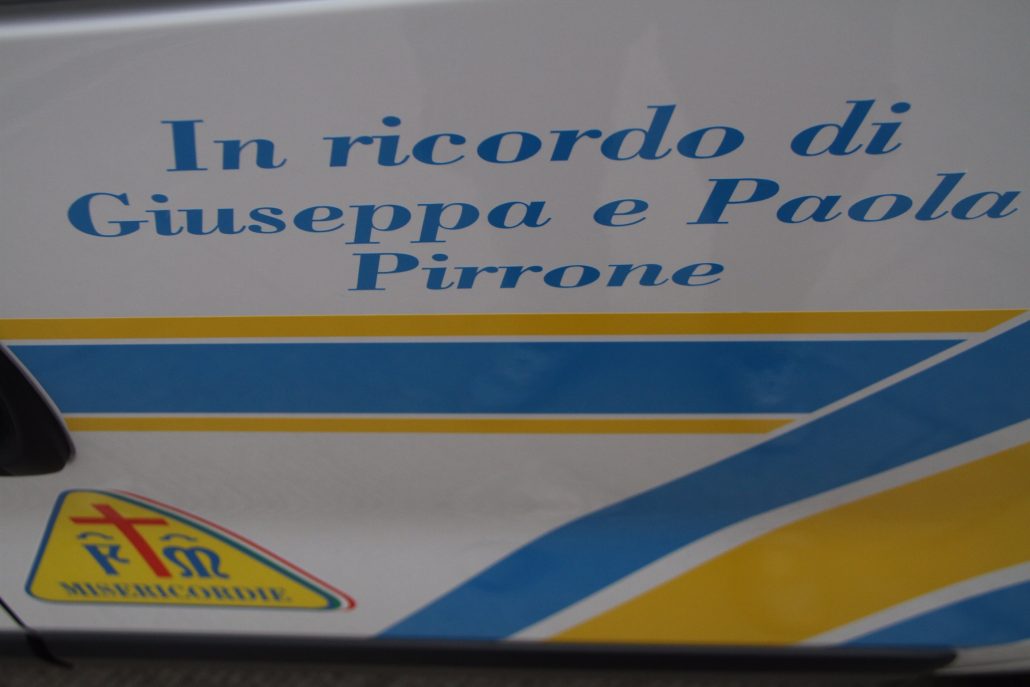 In ricordo di
Giuseppa e Paola
Pirrone
F M
MISERICORDIE